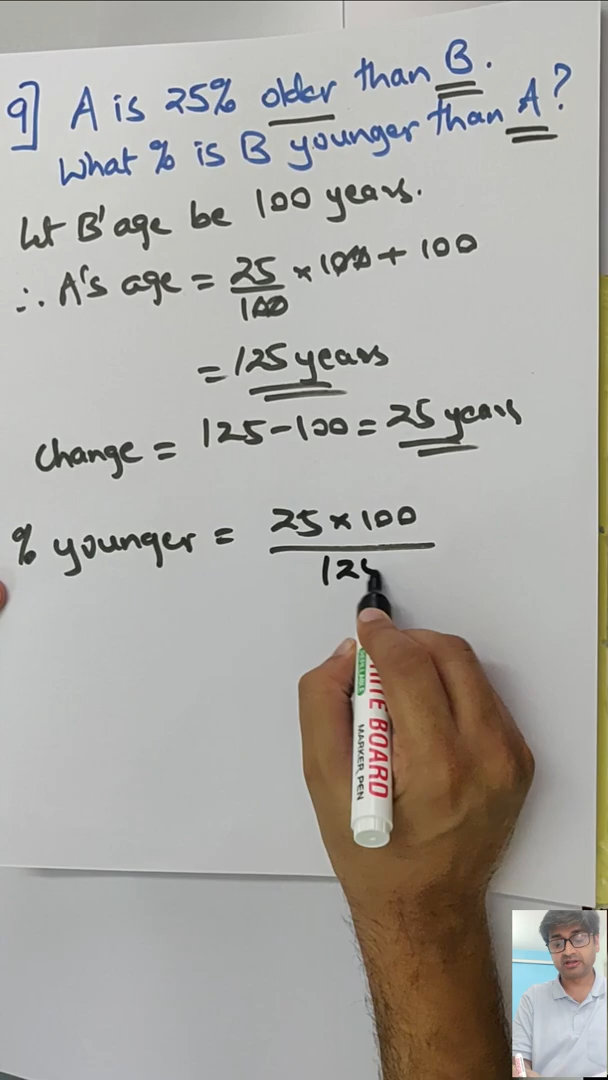 9] A is 25% older than B.
What % is B younger than A?
Let B' age be 100 years.
∴ A's age = 25/100 × 100 + 100
= 125 years
Change = 125 - 100 = 25 years
% younger = 25 × 100
125
WHITE BOARD
MARKER PEN